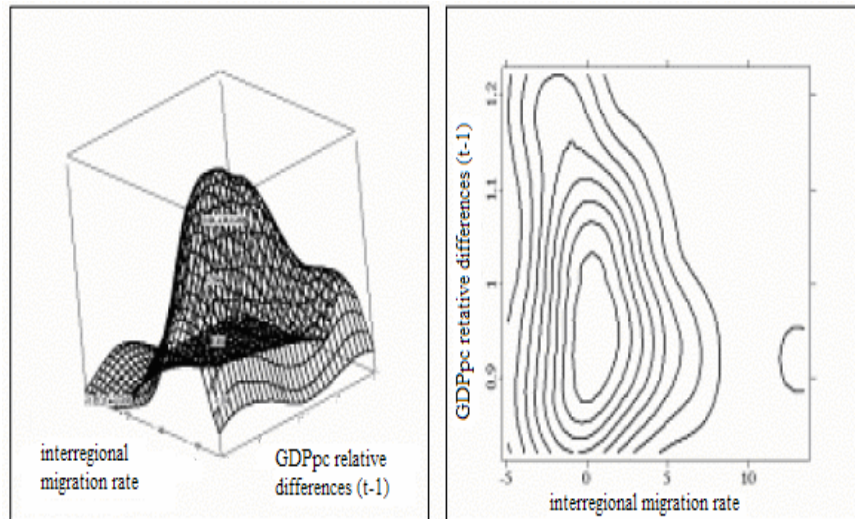 interregional
migration rate
GDPpc relative
differences (t-1)
GDPpc retative differences (t-1)
1.2
1.1
1
0.9
-5 0 5 10
interregional migration rate